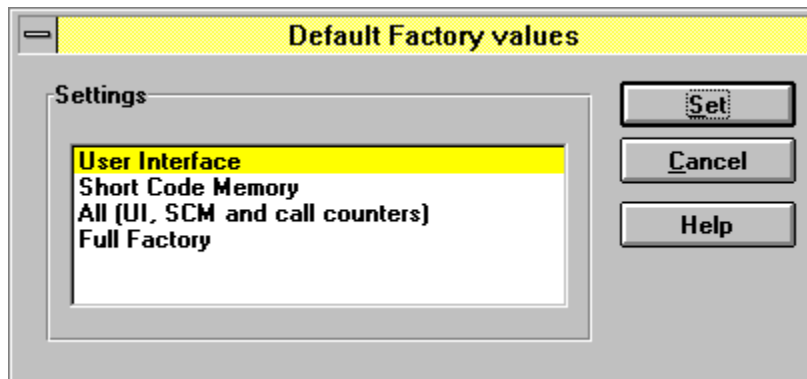 Default Factory values
Settings
User Interface
Short Code Memory
All (UI, SCM and call counters)
Full Factory
Set
Cancel
Help